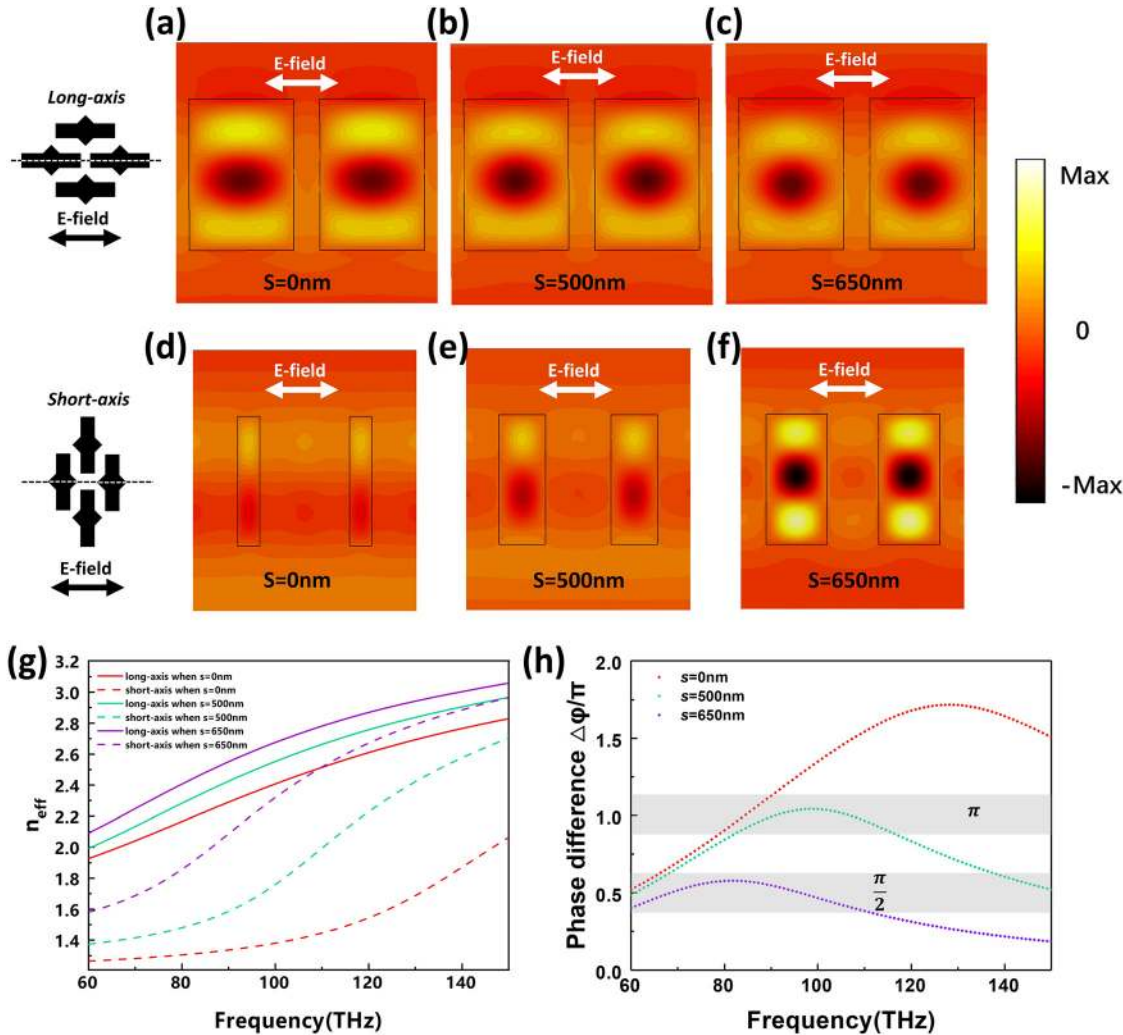 (a)
(b)
(c)
Long-axis
E-field
E-field
E-field
E-field
S=0nm
S=500nm
S=650nm
Max
0
-Max
(d)
(e)
(f)
Short-axis
E-field
E-field
E-field
E-field
S=0nm
S=500nm
S=650nm
(g)
3.2
3.0
2.8
2.6
2.4
2.2
2.0
1.8
1.6
1.4
n_eff
long-axis when s=0nm
short-axis when s=0nm
long-axis when s=500nm
short-axis when s=500nm
long-axis when s=650nm
short-axis when s=650nm
60 80 100 120 140
Frequency(THz)
(h)
2.0
1.5
1.0
0.5
0.0
Phase difference △φ/π
s=0nm
s=500nm
s=650nm
π
π/2
60 80 100 120 140
Frequency(THz)